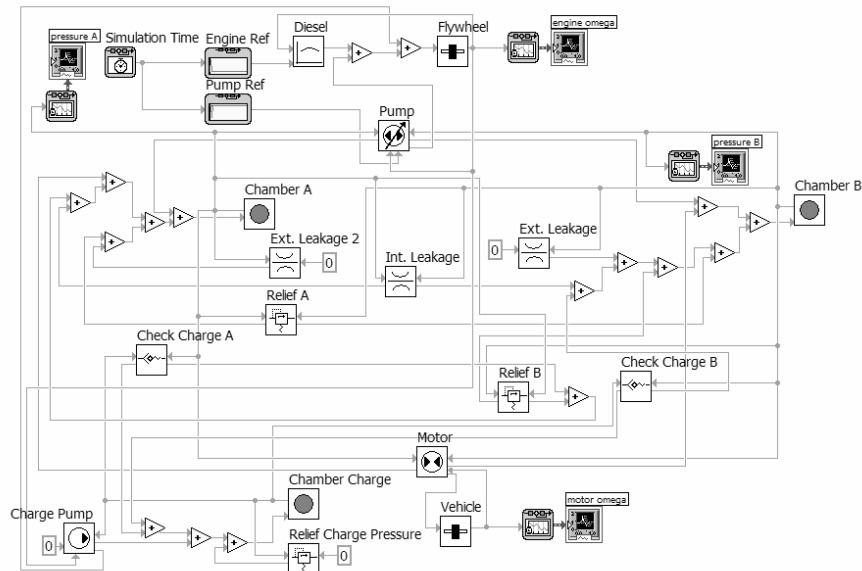 pressure A
Simulation Time
Engine Ref
Diesel
Flywheel
engine omega
Pump Ref
Pump
pressure B
Chamber A
Chamber B
Ext. Leakage 2
0
Int. Leakage
Ext. Leakage
0
Relief A
Check Charge A
Relief B
Check Charge B
Motor
Chamber Charge
Vehicle
motor omega
Charge Pump
0
Relief Charge Pressure
0